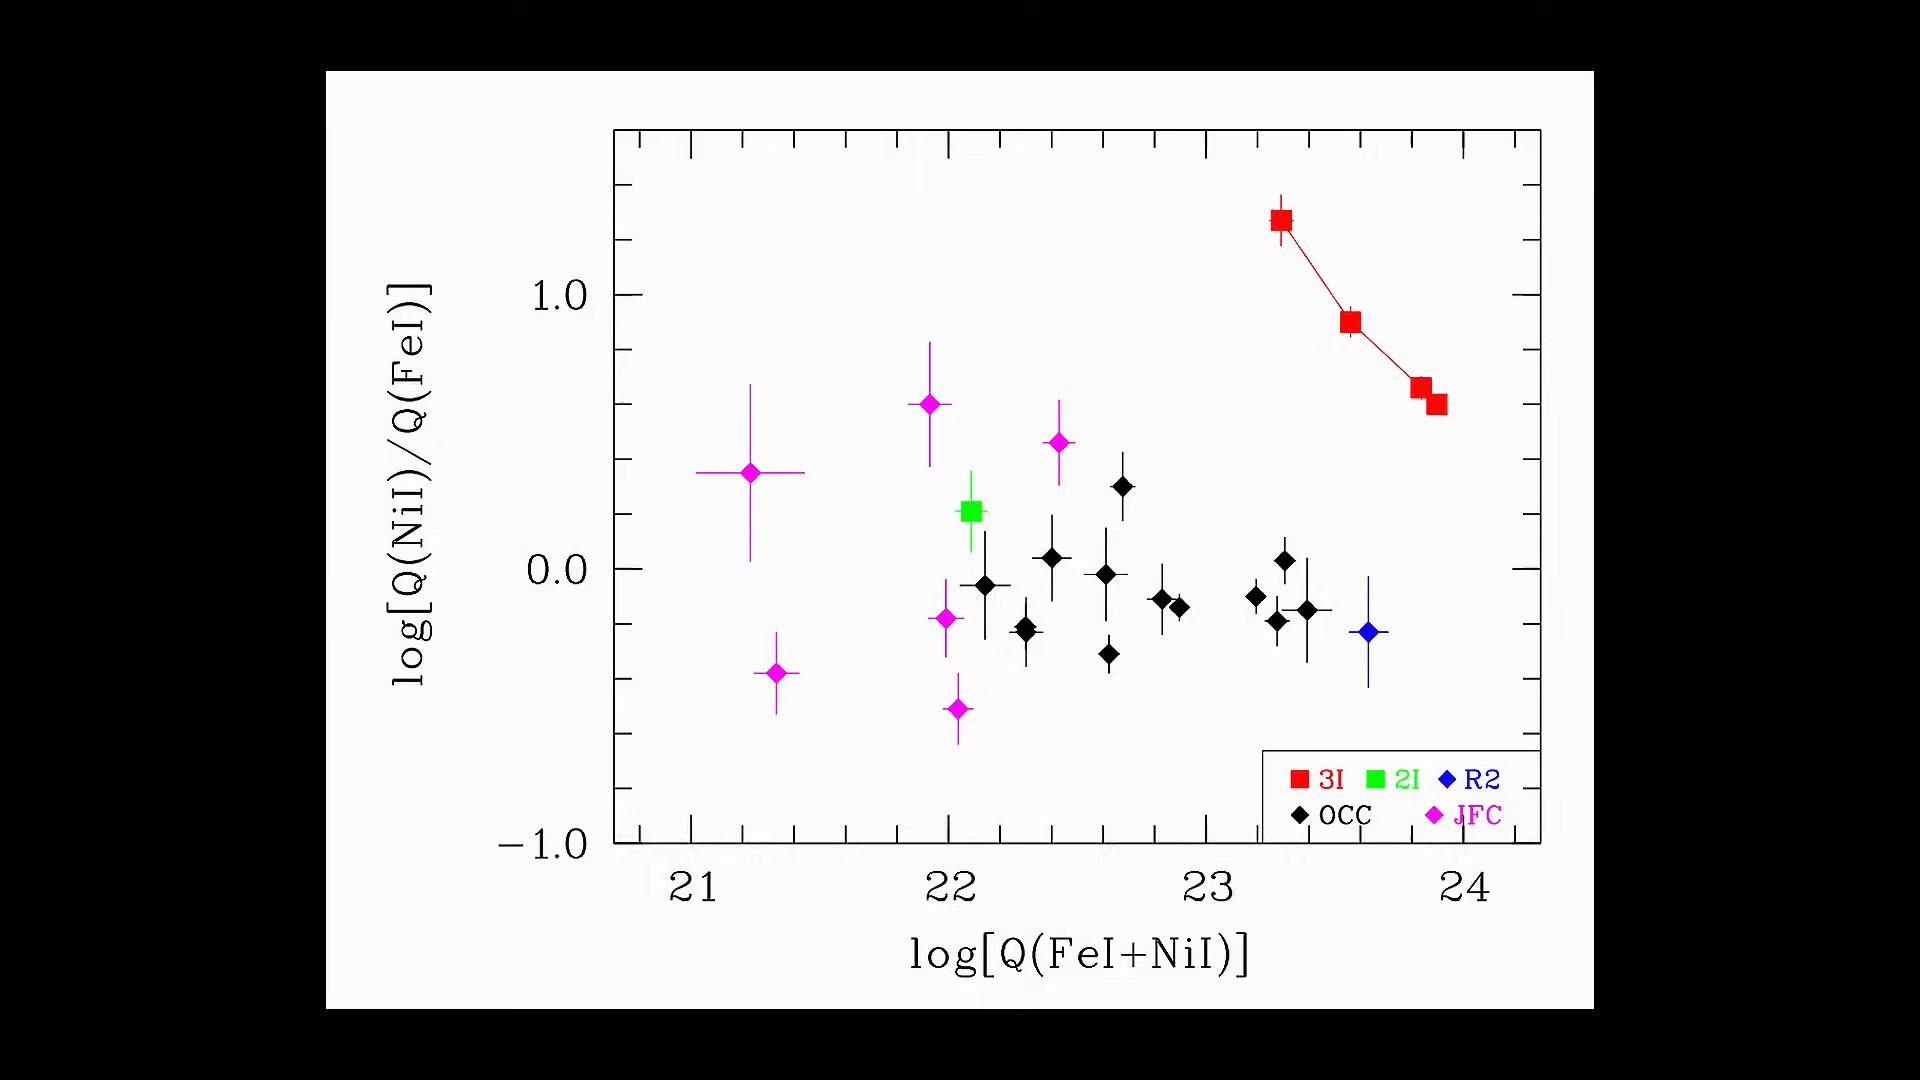 log[Q(NiI)/Q(FeI)]
1.0
0.0
−1.0
21 22 23 24
log[Q(FeI+NiI)]
3I 2I R2
OCC JFC